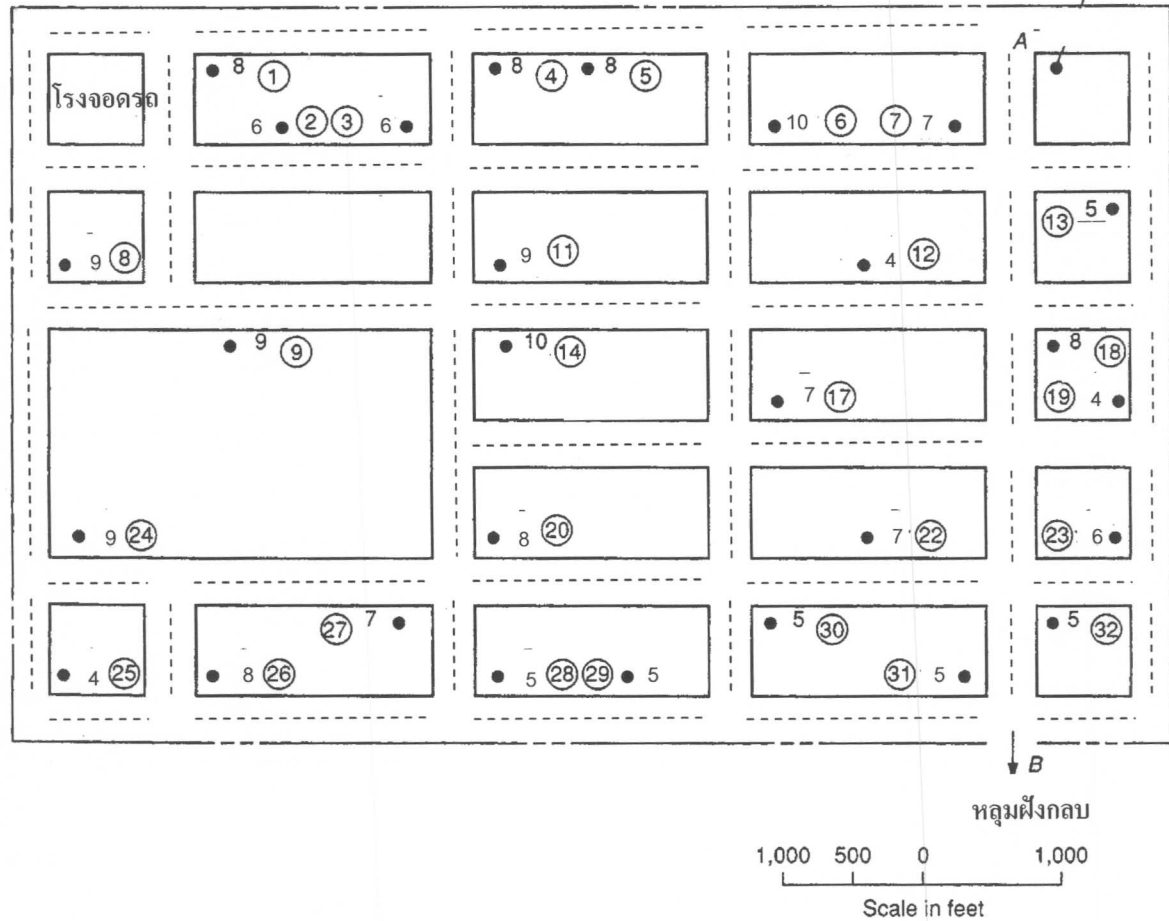 A
โรงจอดรถ 8 ① 8 ④ 8 ⑤
6 ② ③ 6 10 ⑥ ⑦ 7
⑬ 5
9 ⑧ 9 ⑪ 4 ⑫
9 ⑨ 10 ⑭ 8 ⑱
7 ⑰ ⑲ 4
9 ㉔ 8 ⑳ 7 ㉒ ㉓ 6
㉗ 7 5 ㉚ 5 ㉜
4 ㉕ 8 ㉖ 5 ㉘ ㉙ 5 ㉛ 5
B
หลุมฝังกลบ
1,000 500 0 1,000
Scale in feet